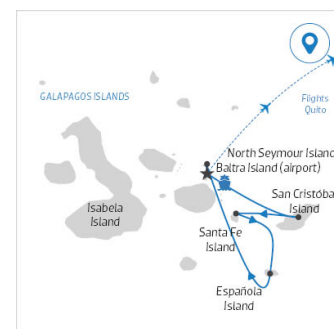 GALAPAGOS ISLANDS
Flights
Quito
North Seymour Island
Baltra Island (airport)
San Cristóba
Island
Isabela
Island
Santa Fe
Island
Española
Island